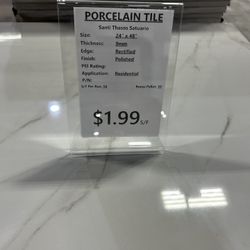 PORCELAIN TILE
Santi Thasos Satuario
Size: 24" x 48"
Thickness: 9mm
Edge: Rectified
Finish: Polished
PEI Rating:
Application: Residential
P/N:
$1.99 S/F